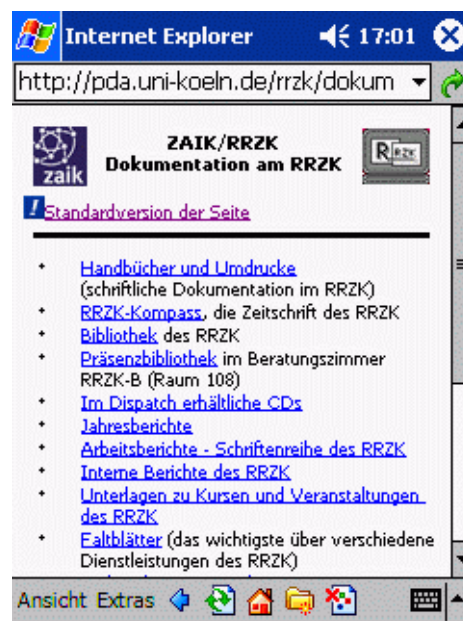 Internet Explorer 17:01
http://pda.uni-koeln.de/rrzk/dokum
zaik
ZAIK/RRZK
Dokumentation am RRZK
RRZK
Standardversion der Seite
Handbücher und Umdrucke
(schriftliche Dokumentation im RRZK)
RRZK-Kompass, die Zeitschrift des RRZK
Bibliothek des RRZK
Präsenzbibliothek im Beratungszimmer
RRZK-B (Raum 108)
Im Dispatch erhältliche CDs
Jahresberichte
Arbeitsberichte - Schriftenreihe des RRZK
Interne Berichte des RRZK
Unterlagen zu Kursen und Veranstaltungen
des RRZK
Faltblätter (das wichtigste über verschiedene
Dienstleistungen des RRZK)
Ansicht Extras